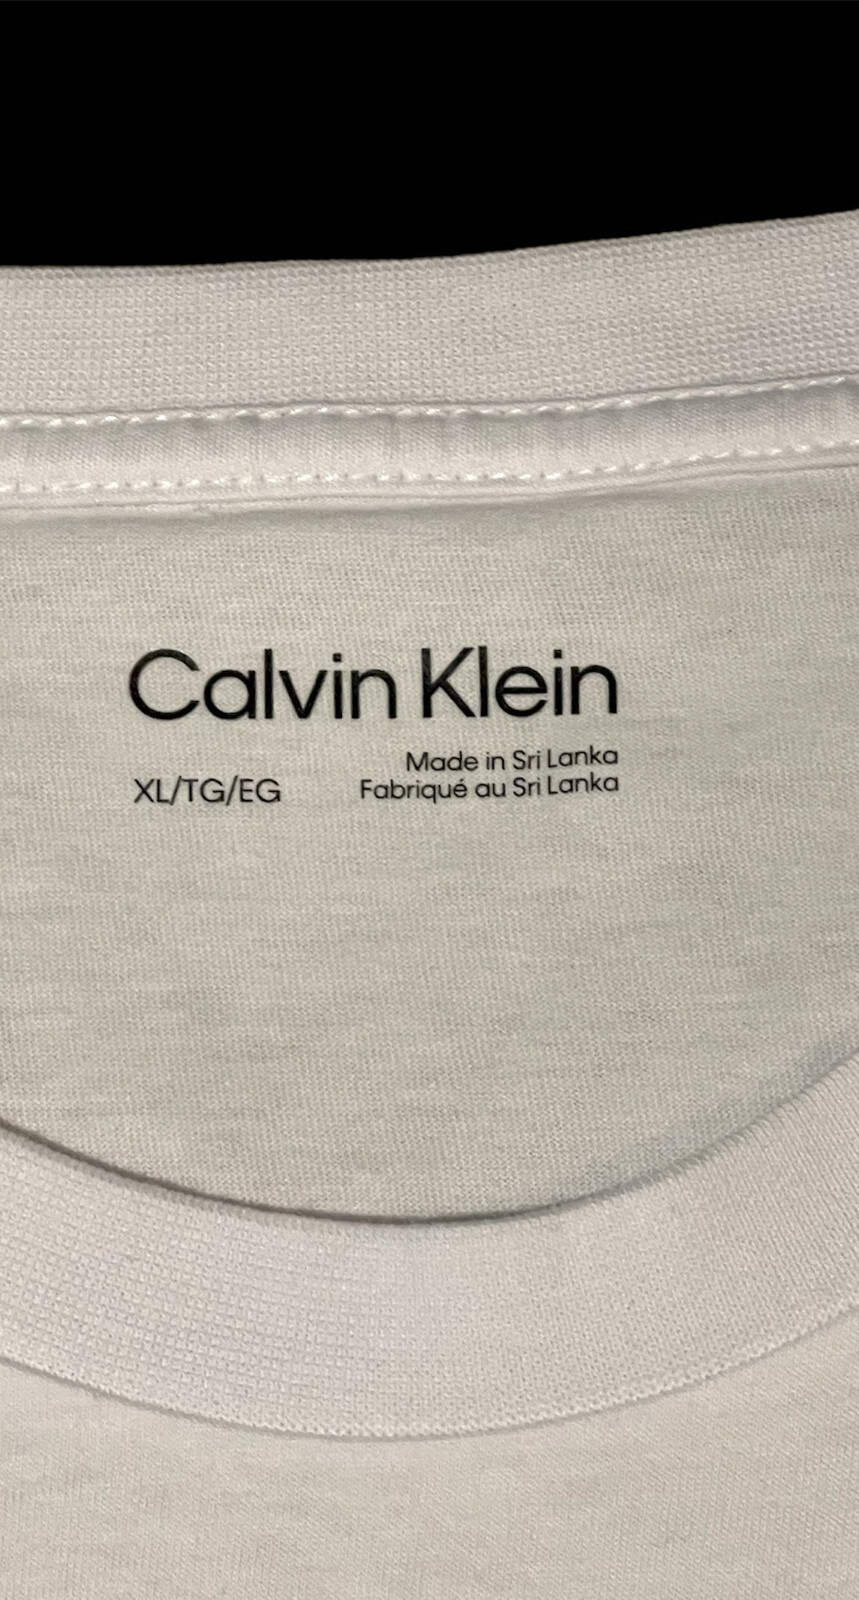 Calvin Klein
Made in Sri Lanka
XL/TG/EG
Fabriqué au Sri Lanka